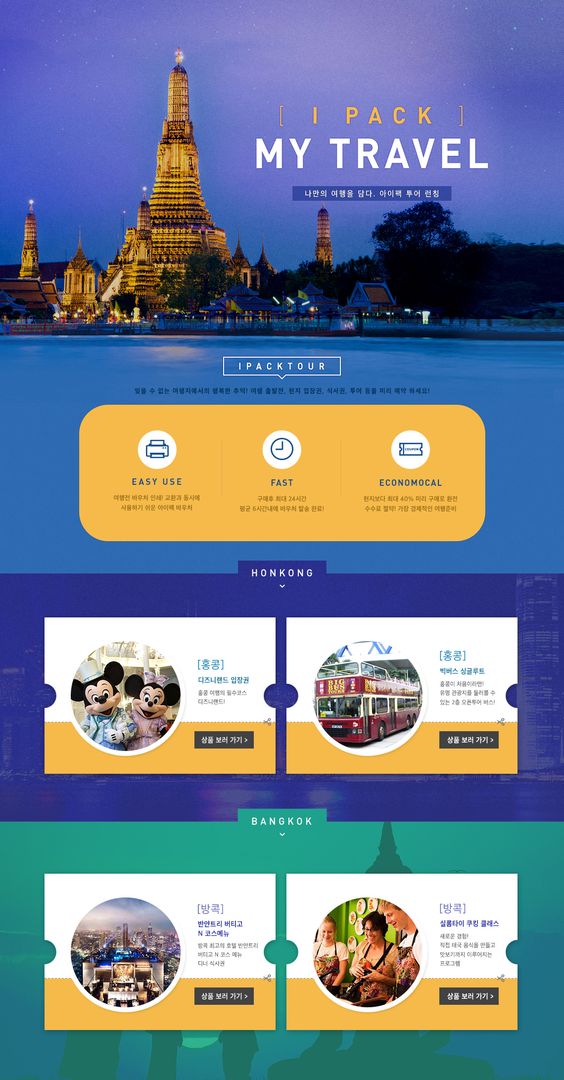 [ I PACK ]
MY TRAVEL
나만의 여행을 담다. 아이팩 투어 런칭
IPACKTOUR
잊을 수 없는 여행지에서의 행복한 추억! 여행 출발전, 현지 입장권, 식사권, 투어 등을 미리 예약 하세요!
EASY USE
여행전 바우처 인쇄! 교환과 동시에
사용하기 쉬운 아이팩 바우처
FAST
구매후 최대 24시간
평균 6시간내에 바우처 발송 완료!
COUPON
ECONOMOCAL
현지보다 최대 40% 미리 구매로 환전
수수료 절약! 가장 경제적인 여행준비
HONKONG
[홍콩]
디즈니랜드 입장권
홍콩 여행의 필수코스
디즈니랜드!
상품 보러 가기 >
BIG
BUS
TOURS
[홍콩]
빅버스 싱글루트
홍콩이 처음이라면!
유명 관광지를 둘러볼 수
있는 2층 오픈투어 버스!
상품 보러 가기 >
BANGKOK
[방콕]
반얀트리 버티고
N 코스메뉴
방콕 최고의 호텔 반얀트리
버티고 N 코스 메뉴
디너 식사권
상품 보러 가기 >
[방콕]
실롬타이 쿠킹 클래스
새로운 경험!
직접 태국 음식을 만들고
맛보기까지 이루어지는
프로그램
상품 보러 가기 >